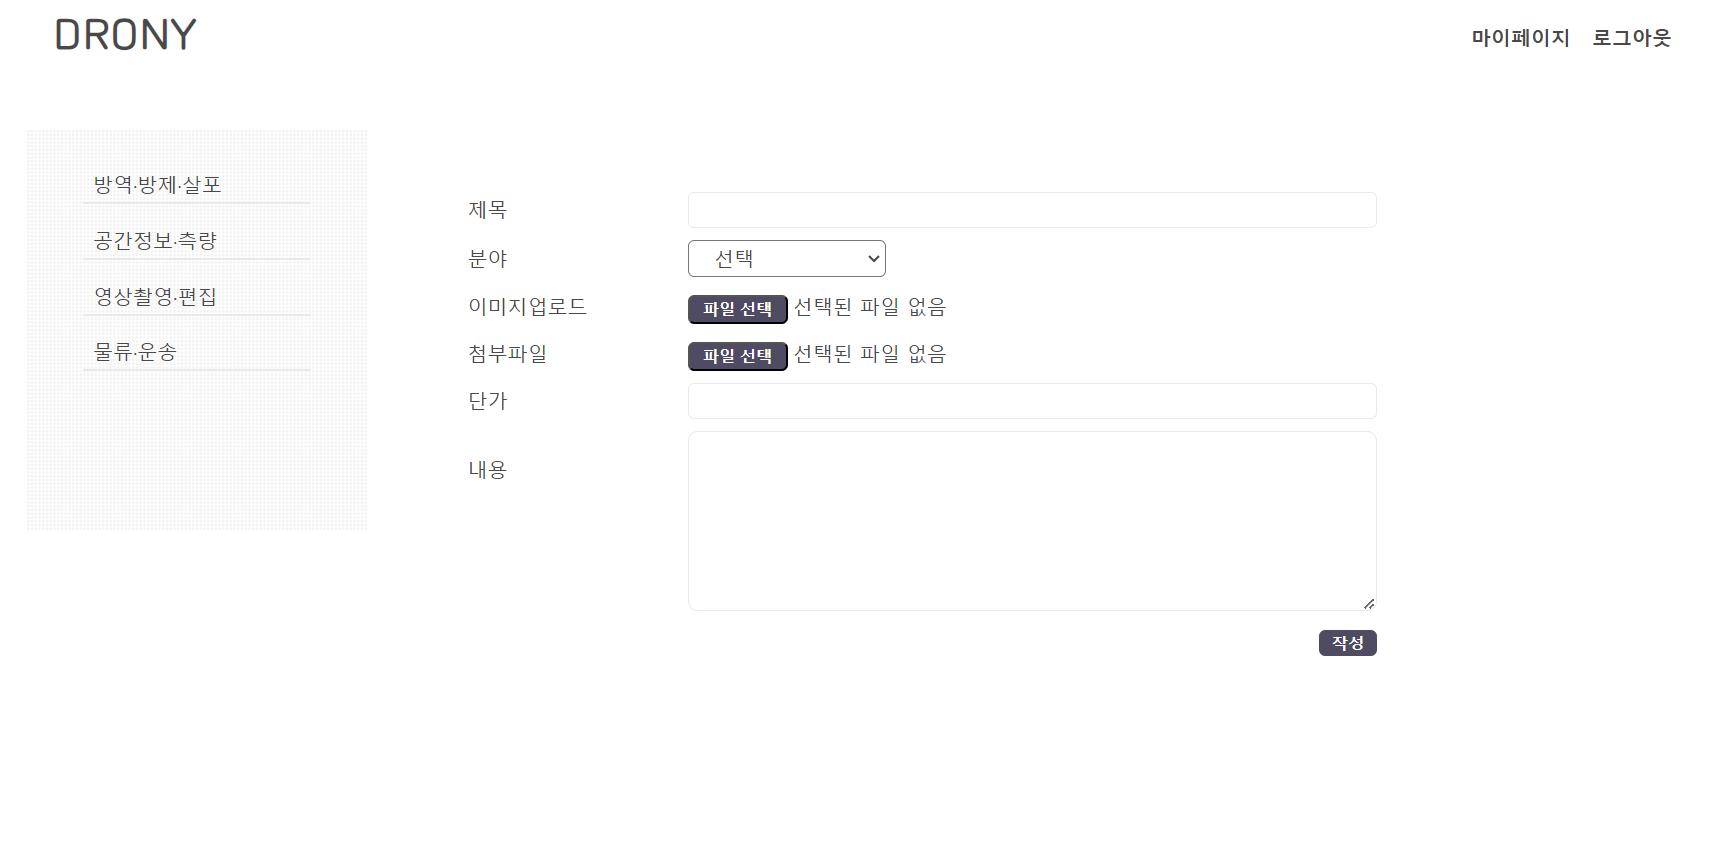 DRONY
마이페이지 로그아웃
방역·방제·살포
공간정보·측량
영상촬영·편집
물류·운송
제목
분야 선택
이미지업로드 파일 선택 선택된 파일 없음
첨부파일 파일 선택 선택된 파일 없음
단가
내용
작성